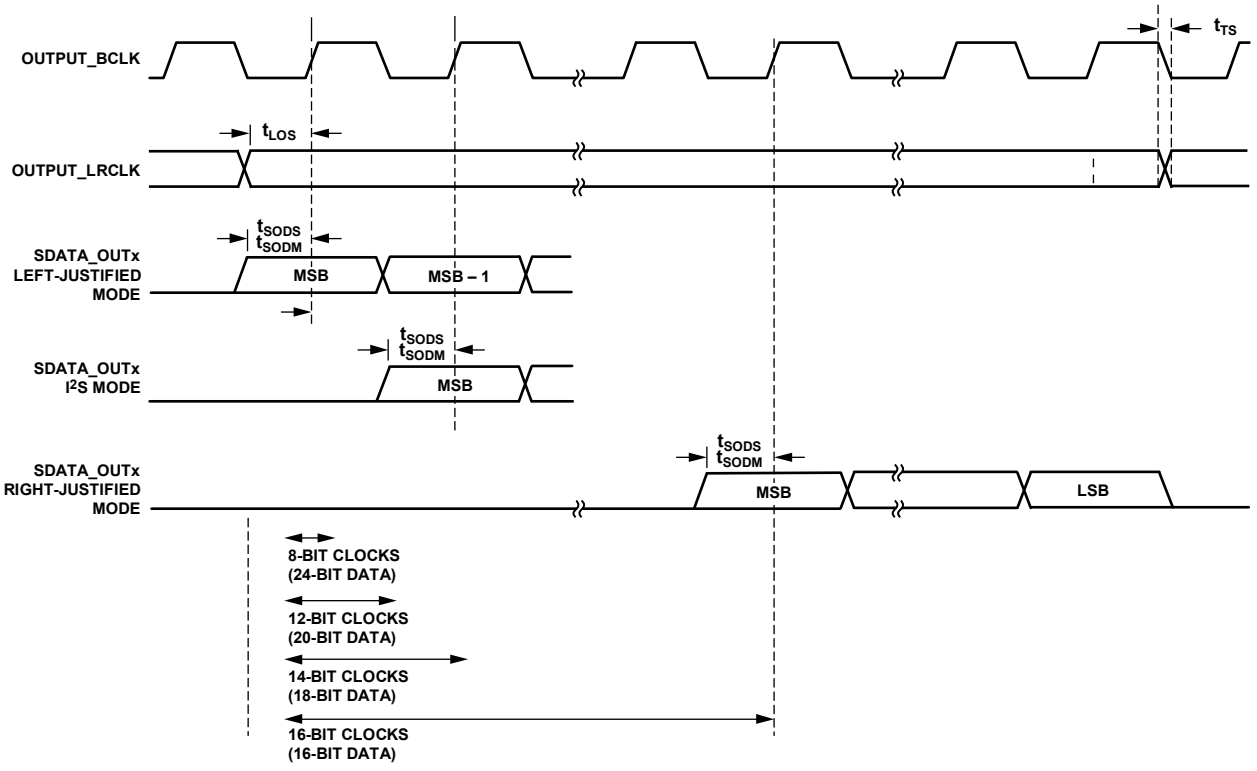 OUTPUT_BCLK
tTS
OUTPUT_LRCLK
tLOS
SDATA_OUTx
LEFT-JUSTIFIED
MODE
tSODS
tSODM
MSB
MSB – 1
SDATA_OUTx
I2S MODE
tSODS
tSODM
MSB
SDATA_OUTx
RIGHT-JUSTIFIED
MODE
tSODS
tSODM
MSB
LSB
8-BIT CLOCKS
(24-BIT DATA)
12-BIT CLOCKS
(20-BIT DATA)
14-BIT CLOCKS
(18-BIT DATA)
16-BIT CLOCKS
(16-BIT DATA)